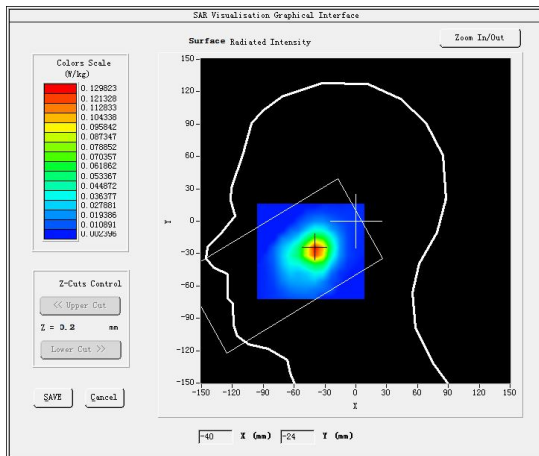 SAR Visualisation Graphical Interface
Surface Radiated Intensity
Zoom In/Out
Colors Scale
(W/kg)
0.129823
0.121328
0.112833
0.104338
0.095842
0.087347
0.078852
0.070357
0.061862
0.053367
0.044872
0.036377
0.027881
0.019386
0.010891
0.002396
Z-Cuts Control
<< Upper Cut
Z = 0.2 mm
Lower Cut >>
SAVE
Cancel
150
120
90
60
30
0
-30
-60
-90
-120
-150
Y
-150 -120 -90 -60 -30 0 30 60 90 120 150
X
-40 X (mm) -24 Y (mm)